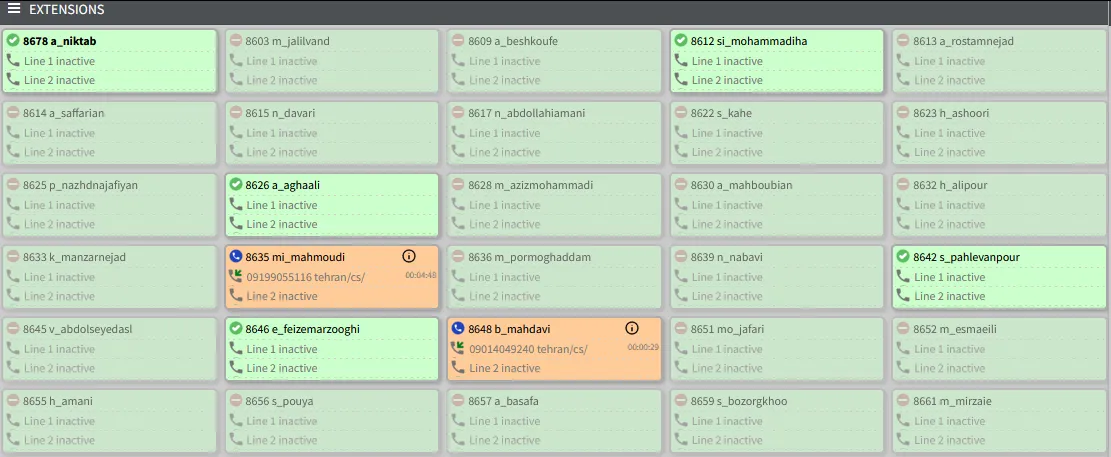 EXTENSIONS
8678 a_niktab
Line 1 inactive
Line 2 inactive
8603 m_jalilvand
Line 1 inactive
Line 2 inactive
8609 a_beshkoufe
Line 1 inactive
Line 2 inactive
8612 si_mohammadiha
Line 1 inactive
Line 2 inactive
8613 a_rostamnejad
Line 1 inactive
Line 2 inactive
8614 a_saffarian
Line 1 inactive
Line 2 inactive
8615 n_davari
Line 1 inactive
Line 2 inactive
8617 n_abdollahiamani
Line 1 inactive
Line 2 inactive
8622 s_kahe
Line 1 inactive
Line 2 inactive
8623 h_ashoori
Line 1 inactive
Line 2 inactive
8625 p_nazhdnajafiyan
Line 1 inactive
Line 2 inactive
8626 a_aghaali
Line 1 inactive
Line 2 inactive
8628 m_azizmohammadi
Line 1 inactive
Line 2 inactive
8630 a_mahboubian
Line 1 inactive
Line 2 inactive
8632 h_alipour
Line 1 inactive
Line 2 inactive
8633 k_manzarnejad
Line 1 inactive
Line 2 inactive
8635 mi_mahmoudi
09199055116 tehran/cs/ 00:04:48
Line 2 inactive
8636 m_pormoghaddam
Line 1 inactive
Line 2 inactive
8639 n_nabavi
Line 1 inactive
Line 2 inactive
8642 s_pahlevanpour
Line 1 inactive
Line 2 inactive
8645 v_abdolseyedasl
Line 1 inactive
Line 2 inactive
8646 e_feizemarzooghi
Line 1 inactive
Line 2 inactive
8648 b_mahdavi
09014049240 tehran/cs/ 00:00:29
Line 2 inactive
8651 mo_jafari
Line 1 inactive
Line 2 inactive
8652 m_esmaeili
Line 1 inactive
Line 2 inactive
8655 h_amani
Line 1 inactive
Line 2 inactive
8656 s_pouya
Line 1 inactive
Line 2 inactive
8657 a_basafa
Line 1 inactive
Line 2 inactive
8659 s_bozorgkhoo
Line 1 inactive
Line 2 inactive
8661 m_mirzaie
Line 1 inactive
Line 2 inactive